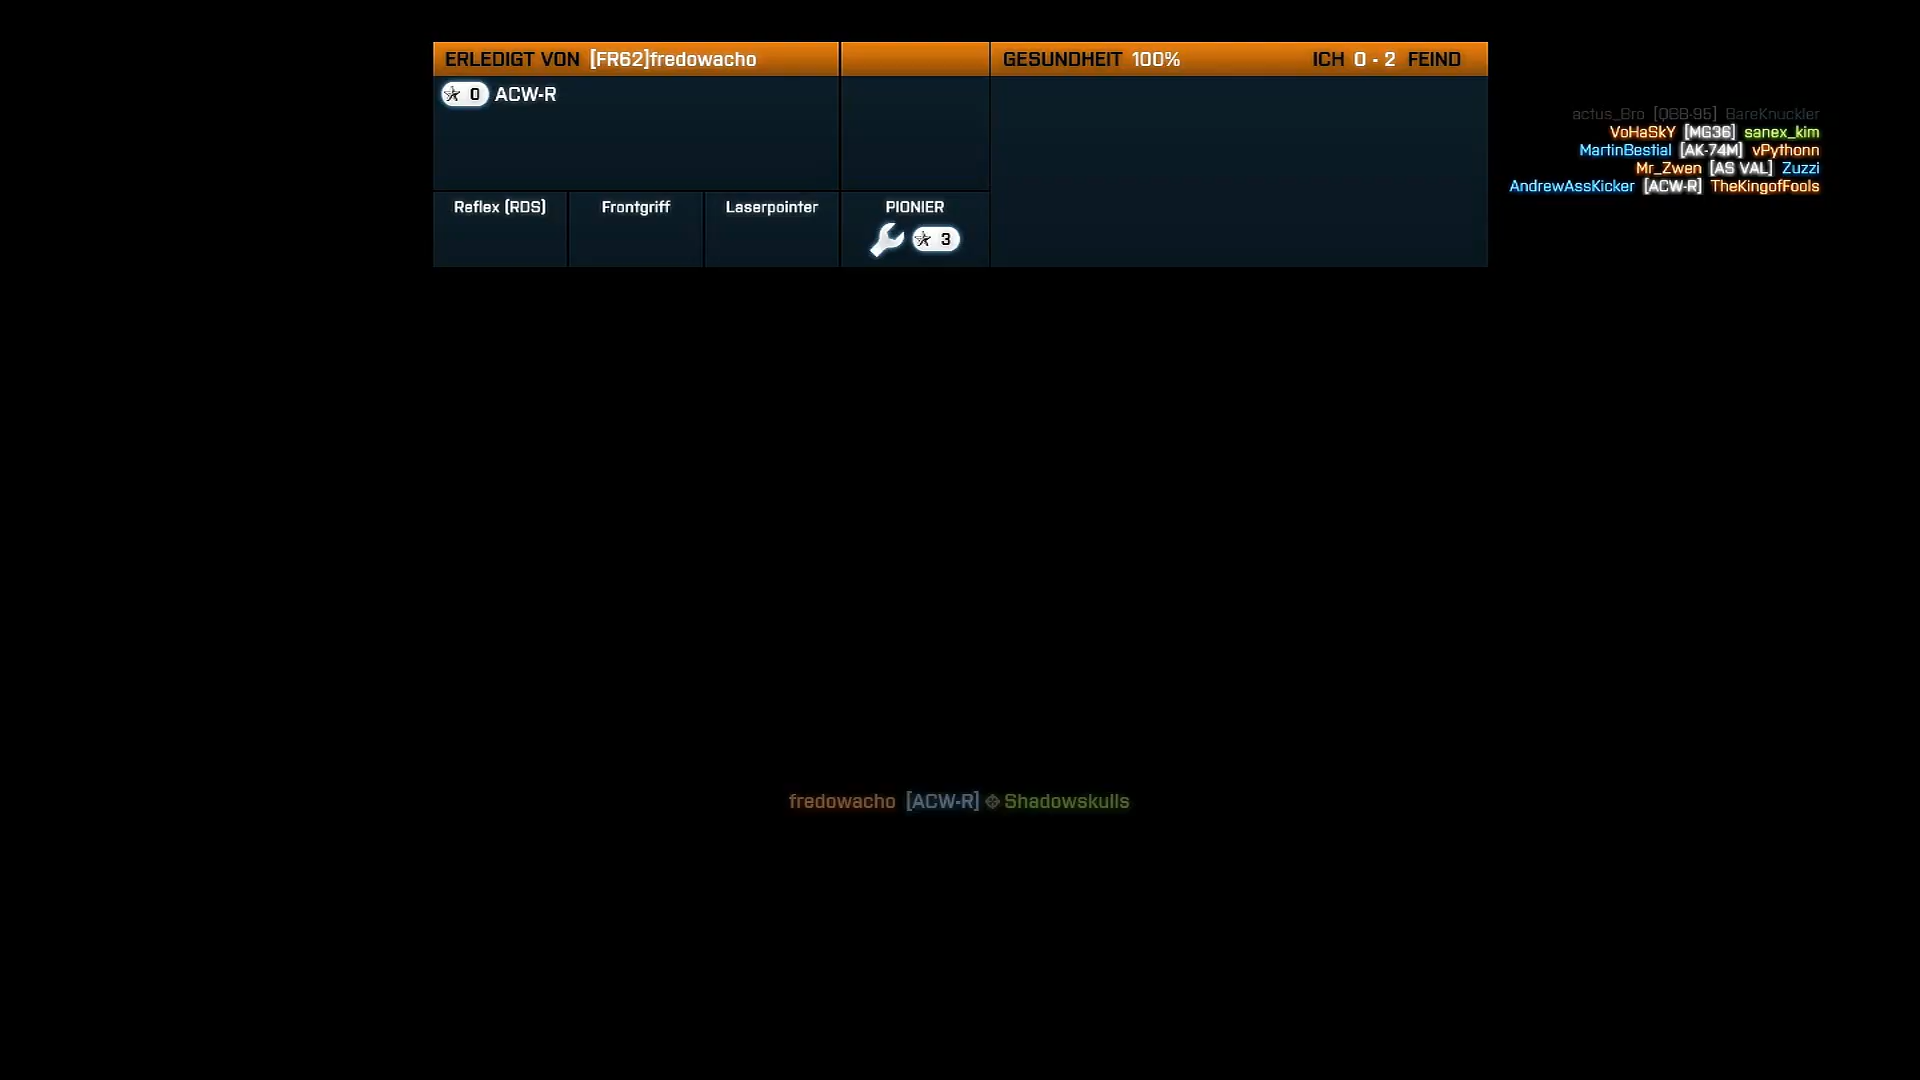 ERLEDIGT VON [FR62]fredowacho
GESUNDHEIT 100% ICH 0 - 2 FEIND
0 ACW-R
Reflex (RDS)
Frontgriff
Laserpointer
PIONIER
3
actus_Bro [QBB-95] BareKnuckler
VoHaSkY [MG36] sanex_kim
MartinBestial [AK-74M] vPythonn
Mr_Zwen [AS VAL] Zuzzi
AndrewAssKicker [ACW-R] TheKingofFools
fredowacho [ACW-R] Shadowskulls